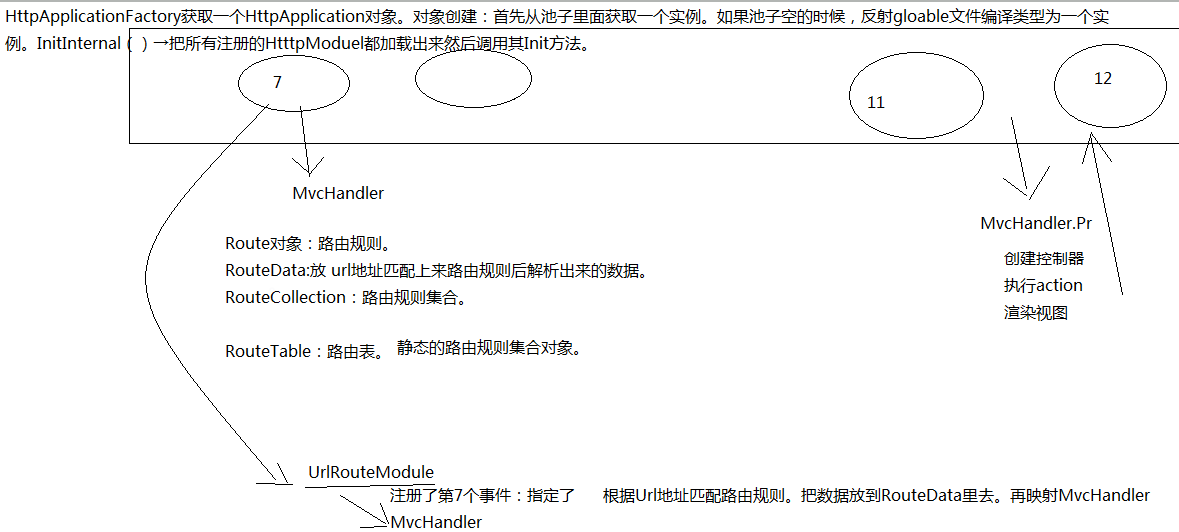 HttpApplicationFactory获取一个HttpApplication对象。对象创建：首先从池子里面获取一个实例。如果池子空的时候，反射gloable文件编译类型为一个实
例。InitInternal（ ）→把所有注册的HtttpModuel都加载出来然后调用其Init方法。
7
11
12
MvcHandler
MvcHandler.Pr
创建控制器
执行action
渲染视图
Route对象：路由规则。
RouteData:放 url地址匹配上来路由规则后解析出来的数据。
RouteCollection：路由规则集合。
RouteTable：路由表。 静态的路由规则集合对象。
UrlRouteModule
注册了第7个事件：指定了 根据Url地址匹配路由规则。把数据放到RouteData里去。再映射MvcHandler
MvcHandler